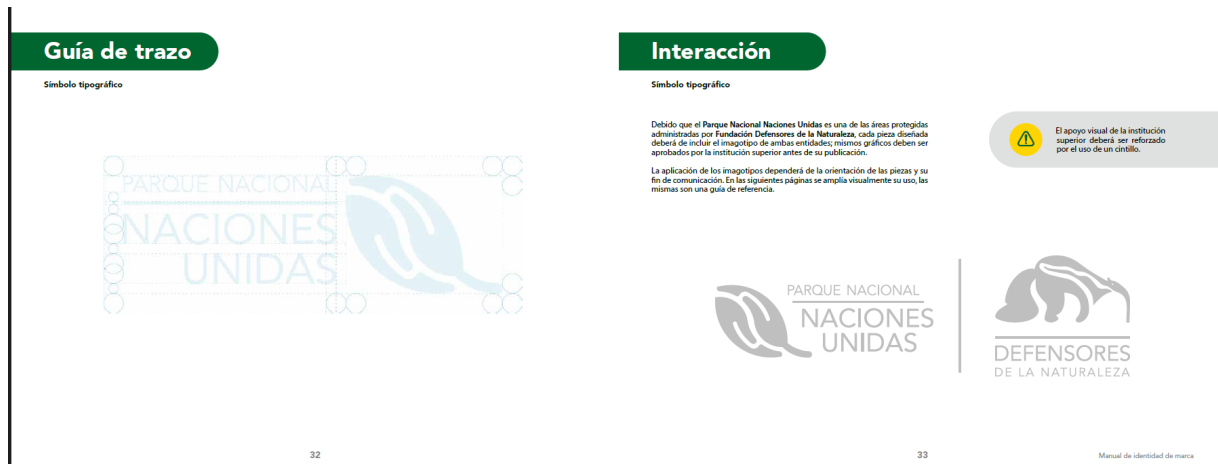 Guía de trazo
Símbolo tipográfico
PARQUE NACIONAL
NACIONES
UNIDAS
32
Interacción
Símbolo tipográfico
Debido que el Parque Nacional Naciones Unidas es una de las áreas protegidas
administradas por Fundación Defensores de la Naturaleza, cada pieza diseñada
deberá de incluir el imagotipo de ambas entidades; mismos gráficos deben ser
aprobados por la institución superior antes de su publicación.
La aplicación de los imagotipos dependerá de la orientación de las piezas y su
fin de comunicación. En las siguientes páginas se amplía visualmente su uso, las
mismas son una guía de referencia.
El apoyo visual de la institución
superior deberá ser reforzado
por el uso de un cintillo.
PARQUE NACIONAL
NACIONES
UNIDAS
DEFENSORES
DE LA NATURALEZA
33
Manual de identidad de marca